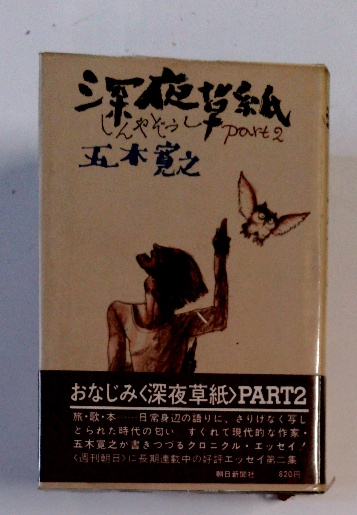 深夜草紙
しんやぞうし part2
五木寛之
おなじみ〈深夜草紙〉PART2
旅・歌・本……日常身辺の語りに、さりげなく写し
とられた時代の匂い すぐれて現代的な作家・
五木寛之が書きつづるクロニクル・エッセイ！
〈週刊朝日〉に長期連載中の好評エッセイ第二集
朝日新聞社 820円